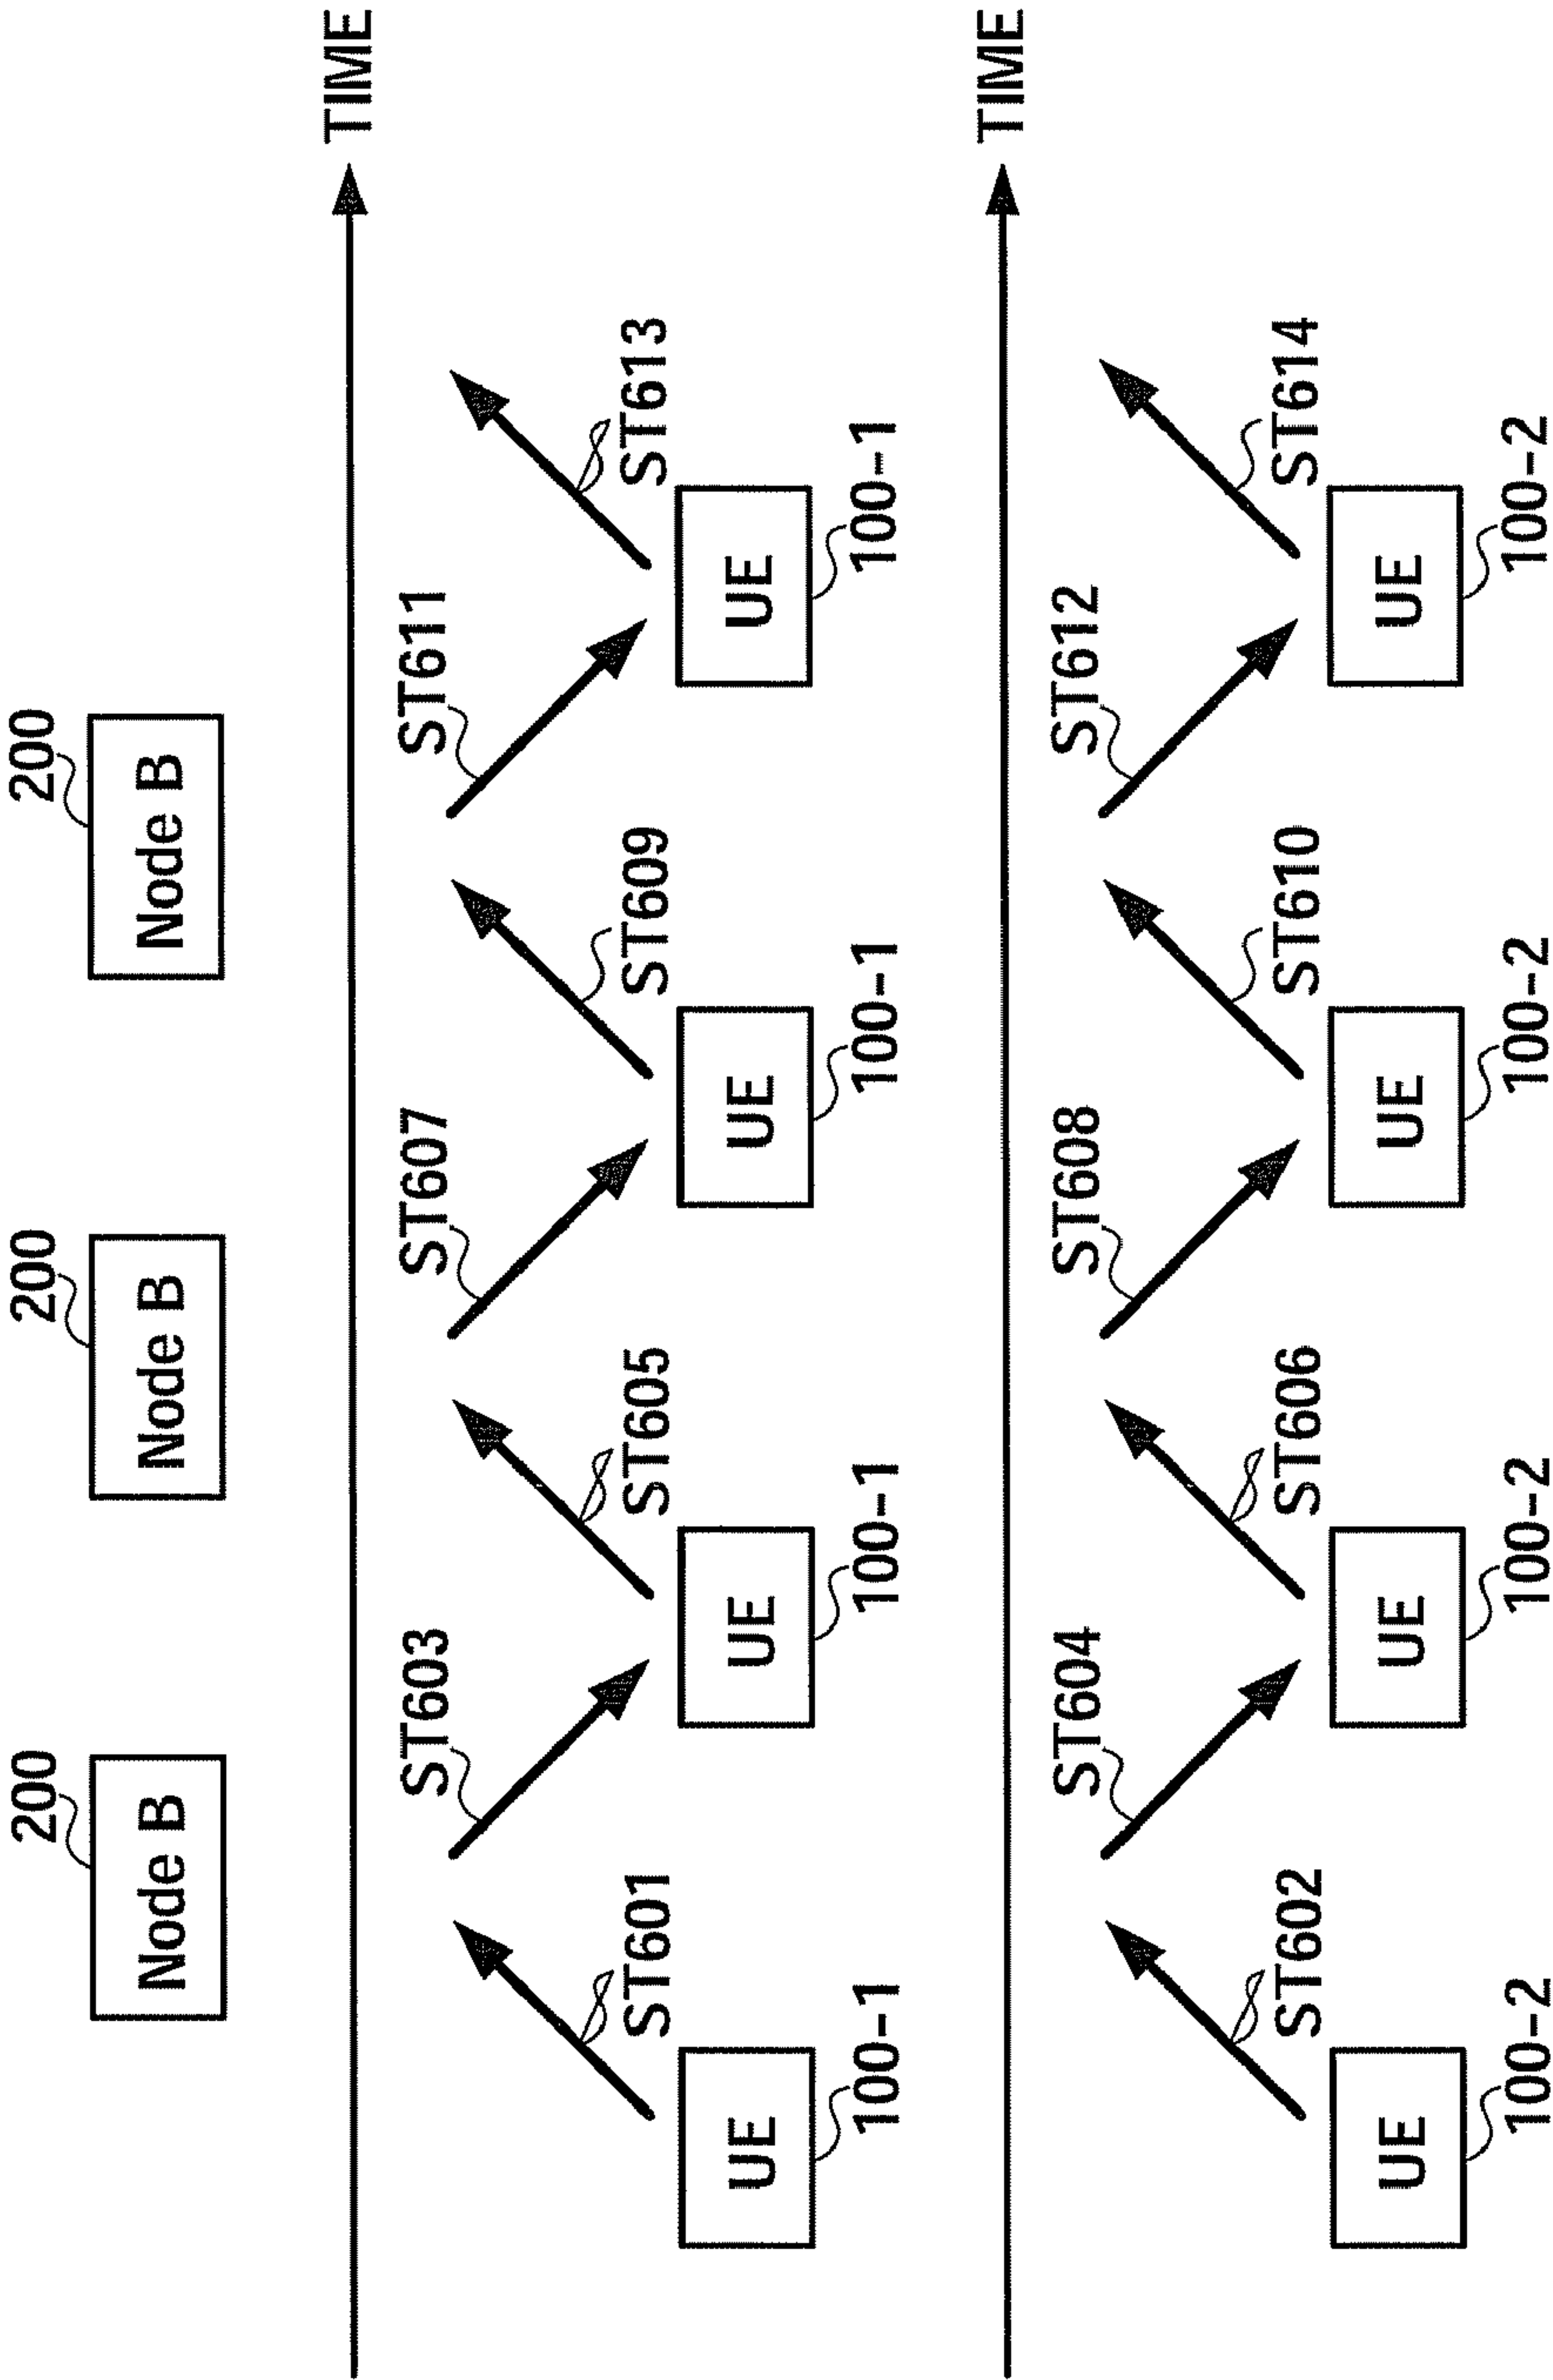 200
200
200
Node B
Node B
Node B
TIME
ST603
ST607
ST611
ST601
ST605
ST609
ST613
UE
UE
UE
UE
100-1
100-1
100-1
100-1
TIME
ST604
ST608
ST612
ST602
ST606
ST610
ST614
UE
UE
UE
UE
100-2
100-2
100-2
100-2